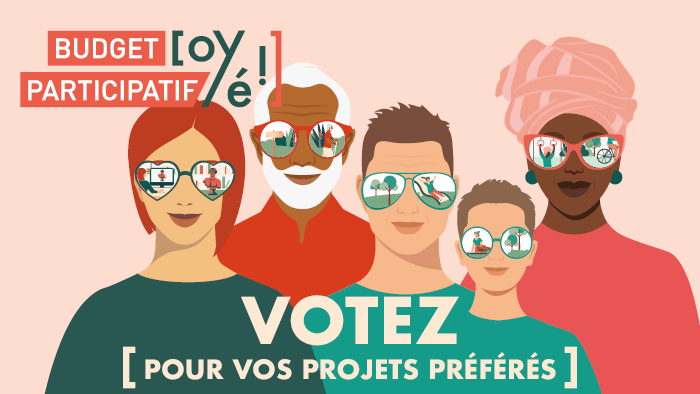 BUDGET [oyé!]
PARTICIPATIF
VOTEZ
[ POUR VOS PROJETS PRÉFÉRÉS ]